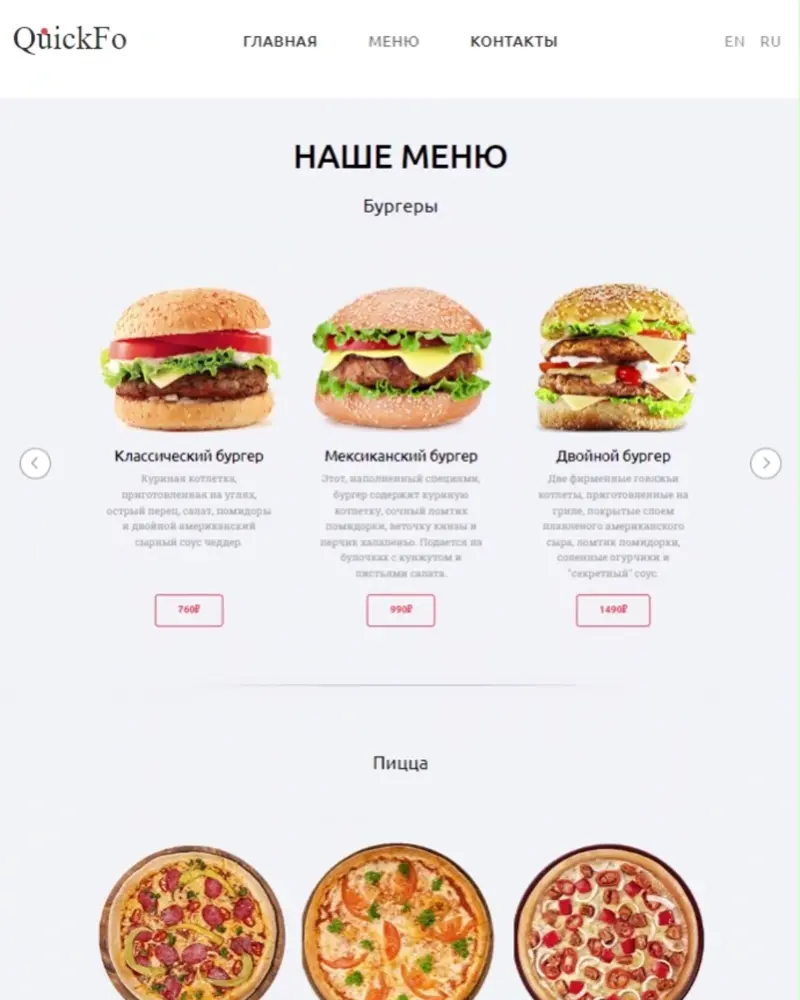 QuickFo
ГЛАВНАЯ МЕНЮ КОНТАКТЫ
EN RU
НАШЕ МЕНЮ
Бургеры
Классический бургер
Куриная котлетка,
приготовленная на углях,
острый перец, салат, помидоры
и двойной американский
сырный соус чеддер.
760₽
Мексиканский бургер
Этот, наполненный специями,
бургер содержит куриную
котлетку, сочный ломтик
помидорки, веточку кинзы и
перчик халапеньо. Подается на
булочках с кунжутом и
листьями салата.
990₽
Двойной бургер
Две фирменные говяжьи
котлеты, приготовленные на
гриле, покрытые слоем
плавленого американского
сыра, ломтик помидорки,
соленые огурчики и
"секретный" соус.
1490₽
Пицца